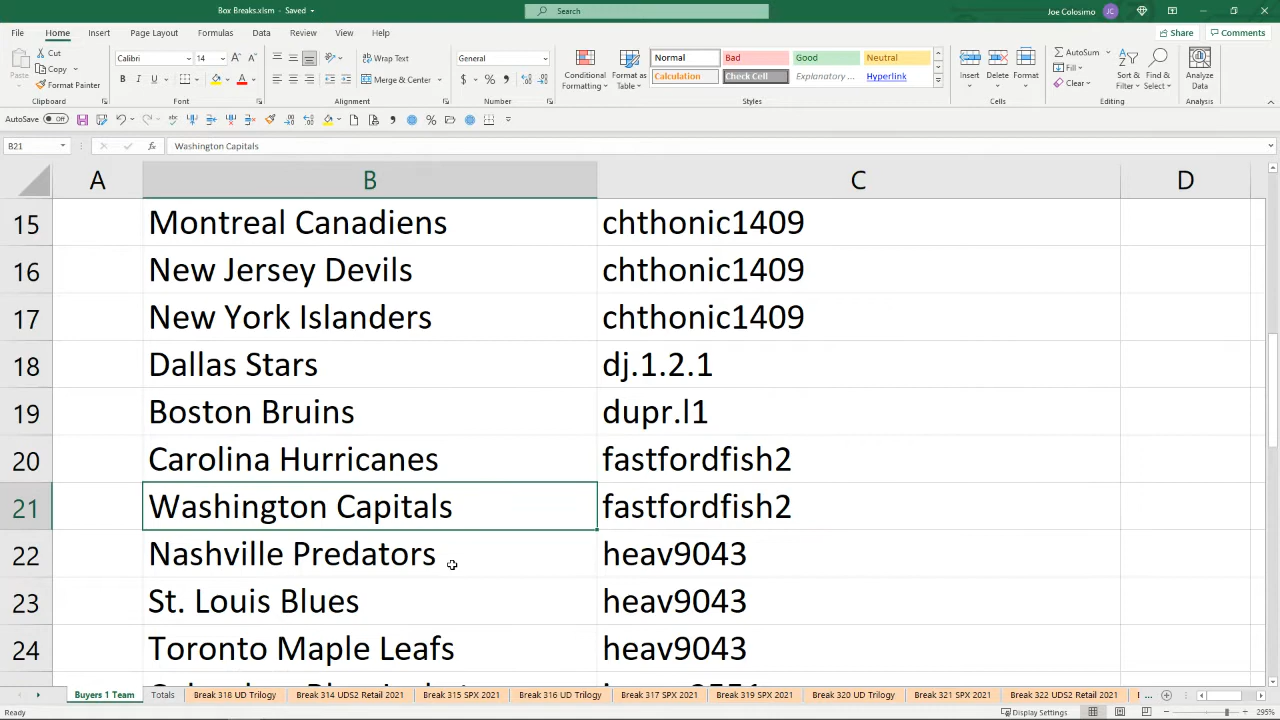 Box Breaks.xlsm - Saved
Search
Joe Colosimo
JC
File Home Insert Page Layout Formulas Data Review View Help
Share Comments
Paste
Cut
Copy
Format Painter
Clipboard
Calibri 14
B I U
Font
Wrap Text
Merge & Center
Alignment
General
$ % 9
Number
Conditional Formatting
Format as Table
Normal Bad Good Neutral
Calculation Check Cell Explanatory ... Hyperlink
Styles
Insert Delete Format
Cells
AutoSum
Fill
Clear
Sort & Filter
Find & Select
Editing
Analyze Data
Analysis
AutoSave Off
B21 fx Washington Capitals
A B C D
15 Montreal Canadiens chthonic1409
16 New Jersey Devils chthonic1409
17 New York Islanders chthonic1409
18 Dallas Stars dj.1.2.1
19 Boston Bruins dupr.l1
20 Carolina Hurricanes fastfordfish2
21 Washington Capitals fastfordfish2
22 Nashville Predators heav9043
23 St. Louis Blues heav9043
24 Toronto Maple Leafs heav9043
Buyers 1 Team Totals Break 318 UD Trilogy Break 314 UDS2 Retail 2021 Break 315 SPX 2021 Break 316 UD Trilogy Break 317 SPX 2021 Break 319 SPX 2021 Break 320 UD Trilogy Break 321 SPX 2021 Break 322 UDS2 Retail 2021 ...
Ready Display Settings 295%